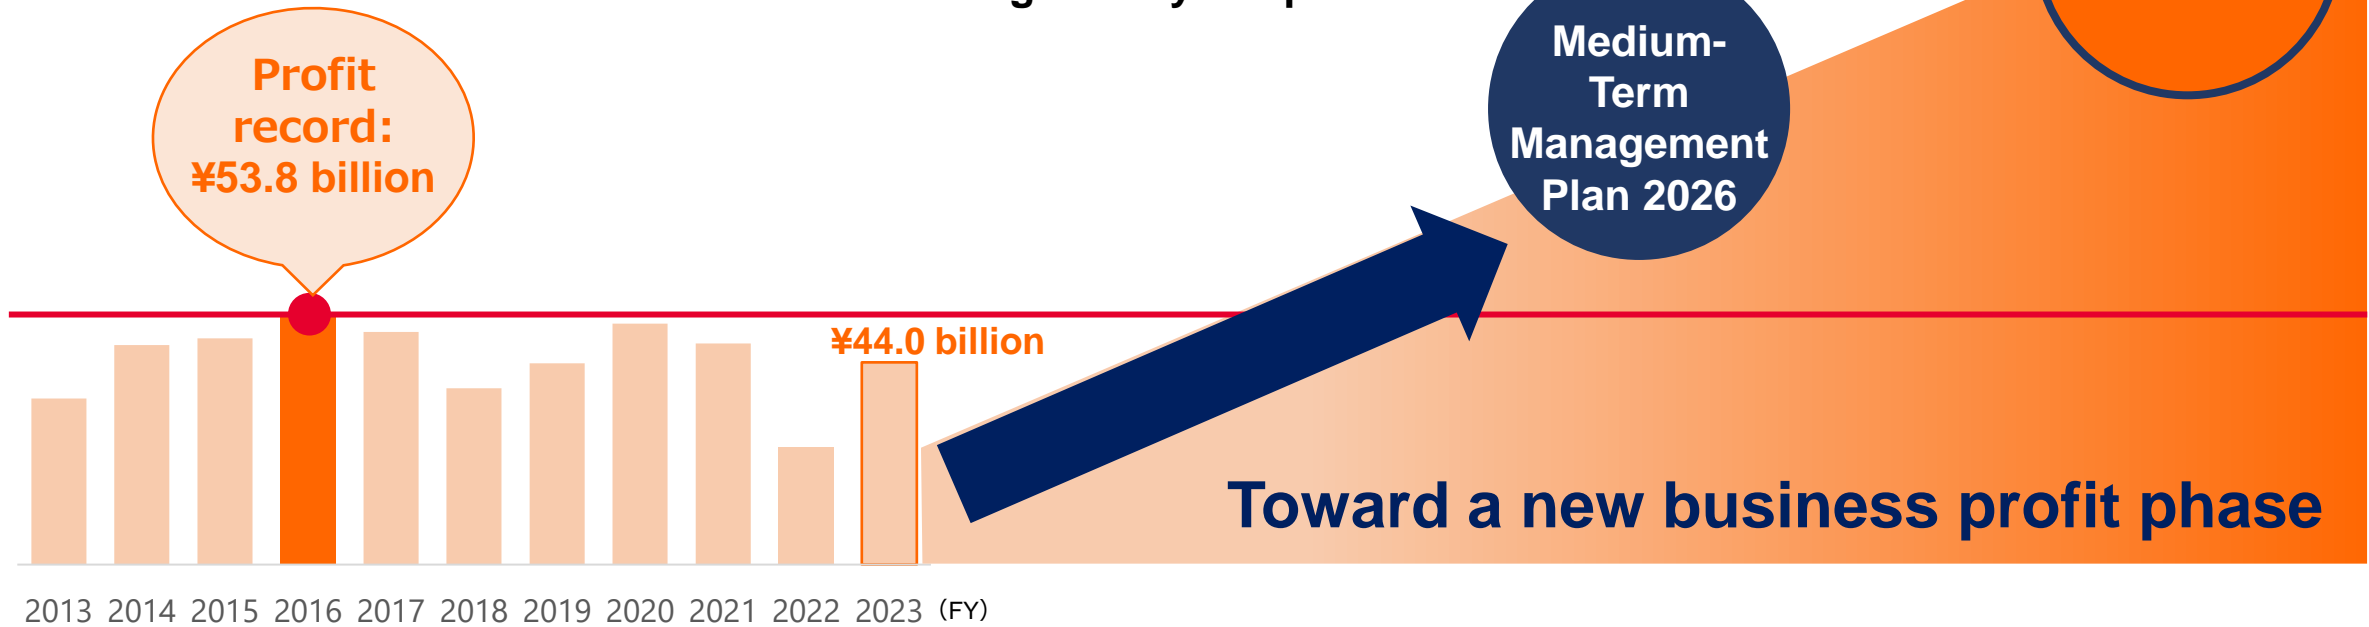 Profit
record:
¥53.8 billion
Medium-
Term
Management
Plan 2026
¥44.0 billion
Toward a new business profit phase
2013 2014 2015 2016 2017 2018 2019 2020 2021 2022 2023 (FY)